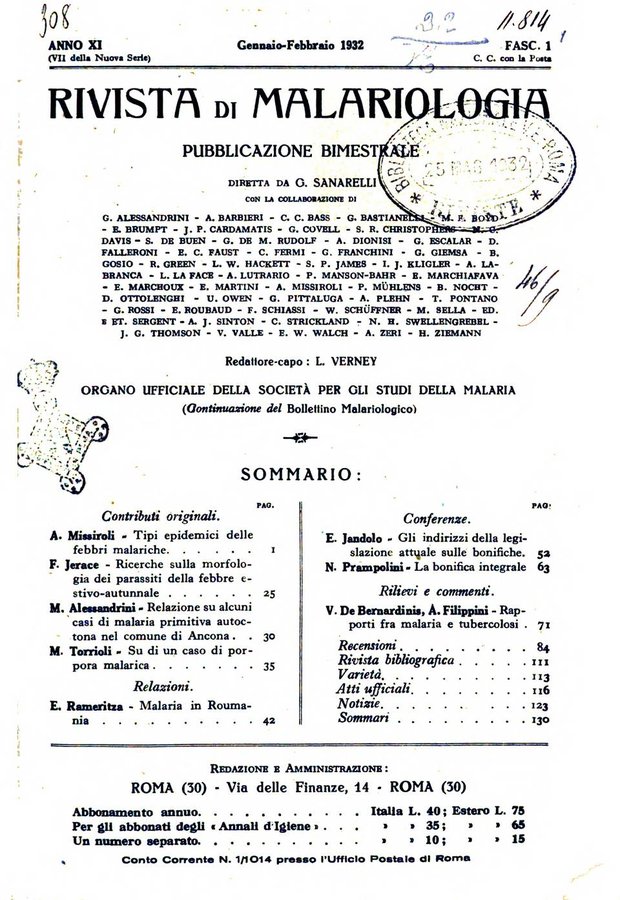 308
9.2
11.814
ANNO XI Gennaio-Febbraio 1932 FASC. 1
(VII della Nuova Serie) C. C. con la Posta
RIVISTA DI MALARIOLOGIA
PUBBLICAZIONE BIMESTRALE
DIRETTA DA G. SANARELLI
CON LA COLLABORAZIONE DI
G. ALESSANDRINI - A. BARBIERI - C. C. BASS - G. BASTIANELLI - M. F. BOYD
- E. BRUMPT - J. P. CARDAMATIS - G. COVELL - S. R. CHRISTOPHERS - N. C.
DAVIS - S. DE BUEN - G. DE M. RUDOLF - A. DIONISI - G. ESCALAR - D.
FALLERONI - E. C. FAUST - C. FERMI - G. FRANCHINI - G. GIEMSA - B.
GOSIO - R. GREEN - L. W. HACKETT - S. P. JAMES - I. J. KLIGLER - A. LA-
BRANCA - L. LA FACE - A. LUTRARIO - P. MANSON-BAHR - E. MARCHIAFAVA
- E. MARCHOUX - E. MARTINI - A. MISSIROLI - P. MÜHLENS - B. NOCHT -
D. OTTOLENGHI - U. OWEN - G. PITTALUGA - A. PLEHN - T. PONTANO
- G. ROSSI - E. ROUBAUD - F. SCHIASSI - W. SCHÜFFNER - M. SELLA - ED.
E ET. SERGENT - A. J. SINTON - C. STRICKLAND - N. H. SWELLENGREBEL -
J. G. THOMSON - V. VALLE - E. W. WALCH - A. ZERI - H. ZIEMANN
46/9
25 MAR 1932
Redattore-capo : L. VERNEY
ORGANO UFFICIALE DELLA SOCIETÀ PER GLI STUDI DELLA MALARIA
(Continuazione del Bollettino Malariologico)
SOMMARIO :
PAG.
Contributi originali.
A. Missiroli - Tipi epidemici delle
febbri malariche. . . . . . 1
F. Jerace - Ricerche sulla morfolo-
gia dei parassiti della febbre e-
stivo-autunnale . . . . . . 25
M. Alessandrini - Relazione su alcuni
casi di malaria primitiva autoc-
tona nel comune di Ancona . . 30
M. Torrioli - Su di un caso di por-
pora malarica . . . . . . . 35
Relazioni.
E. Rameritza - Malaria in Rouma-
nia . . . . . . . . . . 42
PAG.
Conferenze.
E. Jandolo - Gli indirizzi della legi-
slazione attuale sulle bonifiche. 52
N. Prampolini - La bonifica integrale 63
Rilievi e commenti.
V. De Bernardinis, A. Filippini - Rap-
porti fra malaria e tubercolosi . 71
Recensioni. . . . . . . . . 84
Rivista bibliografica . . . . . 111
Varietà. . . . . . . . . . 113
Atti ufficiali. . . . . . . . 116
Notizie. . . . . . . . . . 123
Sommari . . . . . . . . . 130
REDAZIONE E AMMINISTRAZIONE :
ROMA (30) - Via delle Finanze, 14 - ROMA (30)
Abbonamento annuo. . . . . . . . . . Italia L. 40; Estero L. 75
Per gli abbonati degli « Annali d'Igiene » . . . » » 35; » » 65
Un numero separato. . . . . . . . . . » » 10; » » 15
Conto Corrente N. 1/1014 presso l'Ufficio Postale di Roma